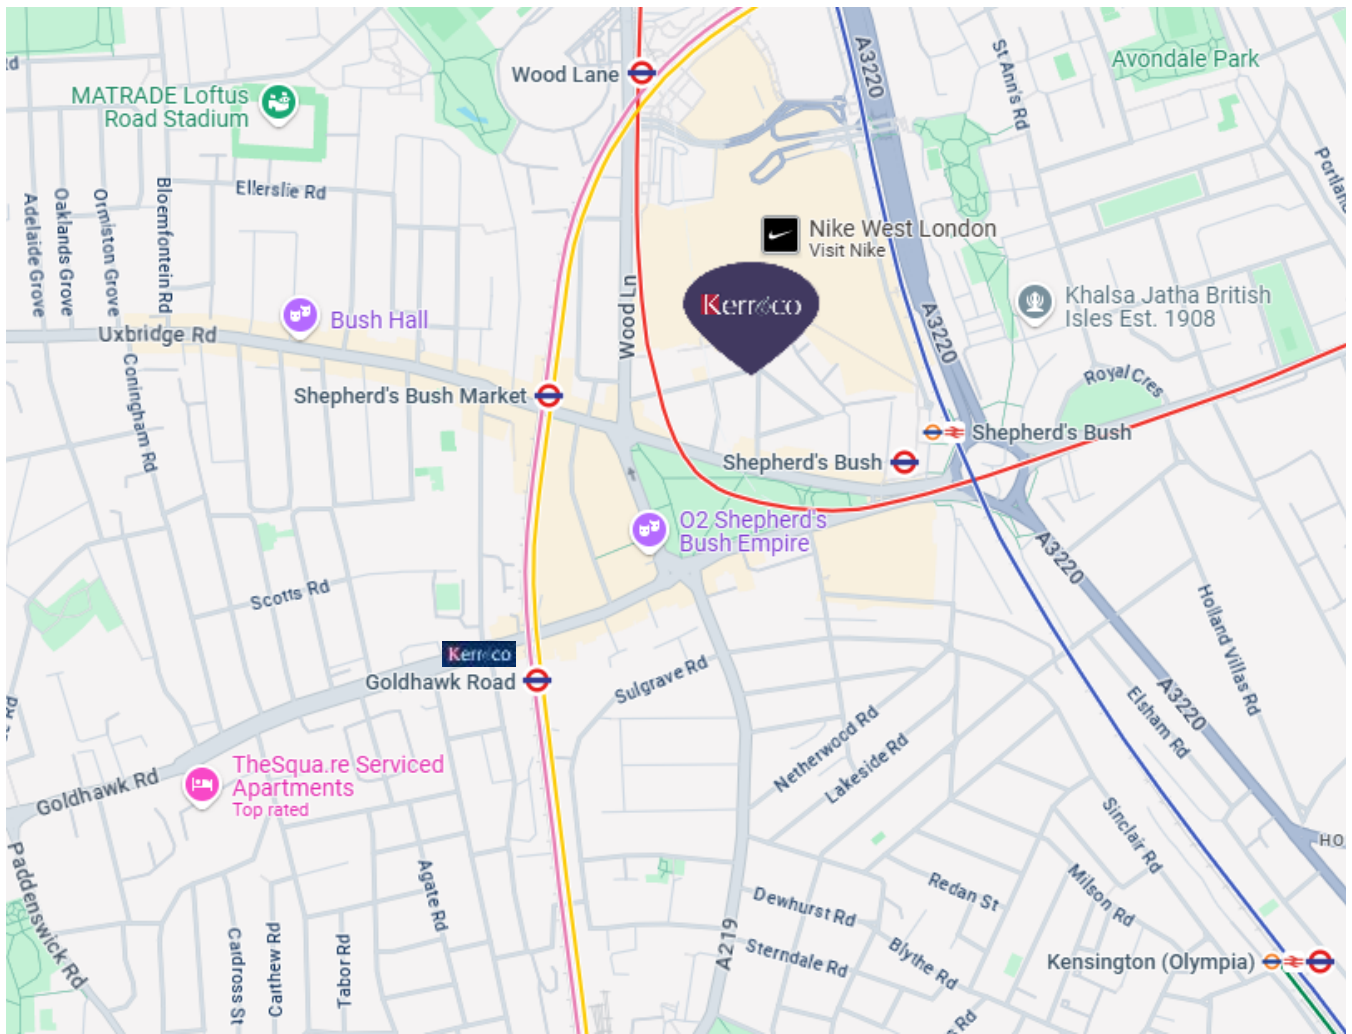 Wood Lane
A3220
St Ann's Rd
Avondale Park
rd
MATRADE Loftus
Road Stadium
Ellerslie Rd
Adelaide Grove
Oaklands Grove
Ormiston Grove
Bloemfontein Rd
Nike West London
Visit Nike
Kerr&co
Wood Ln
A3220
Khalsa Jatha British
Isles Est. 1908
Bush Hall
Uxbridge Rd
Coningham Rd
Royal Cres
Shepherd's Bush Market
Shepherd's Bush
Shepherd's Bush
O2 Shepherd's
Bush Empire
A3220
Scotts Rd
Holland Villas Rd
Kerr&co
Goldhawk Road
Sulgrave Rd
Netherwood Rd
Lakeside Rd
Elsham Rd
A3220
TheSqua.re Serviced
Apartments
Top rated
Goldhawk Rd
Sinclair Rd
HO
Paddenswick Rd
Agate Rd
Redan St
Milson Rd
Dewhurst Rd
Cardross St
Carthew Rd
Tabor Rd
A219
Sterndale Rd
Blythe Rd
Kensington (Olympia)
s Rd